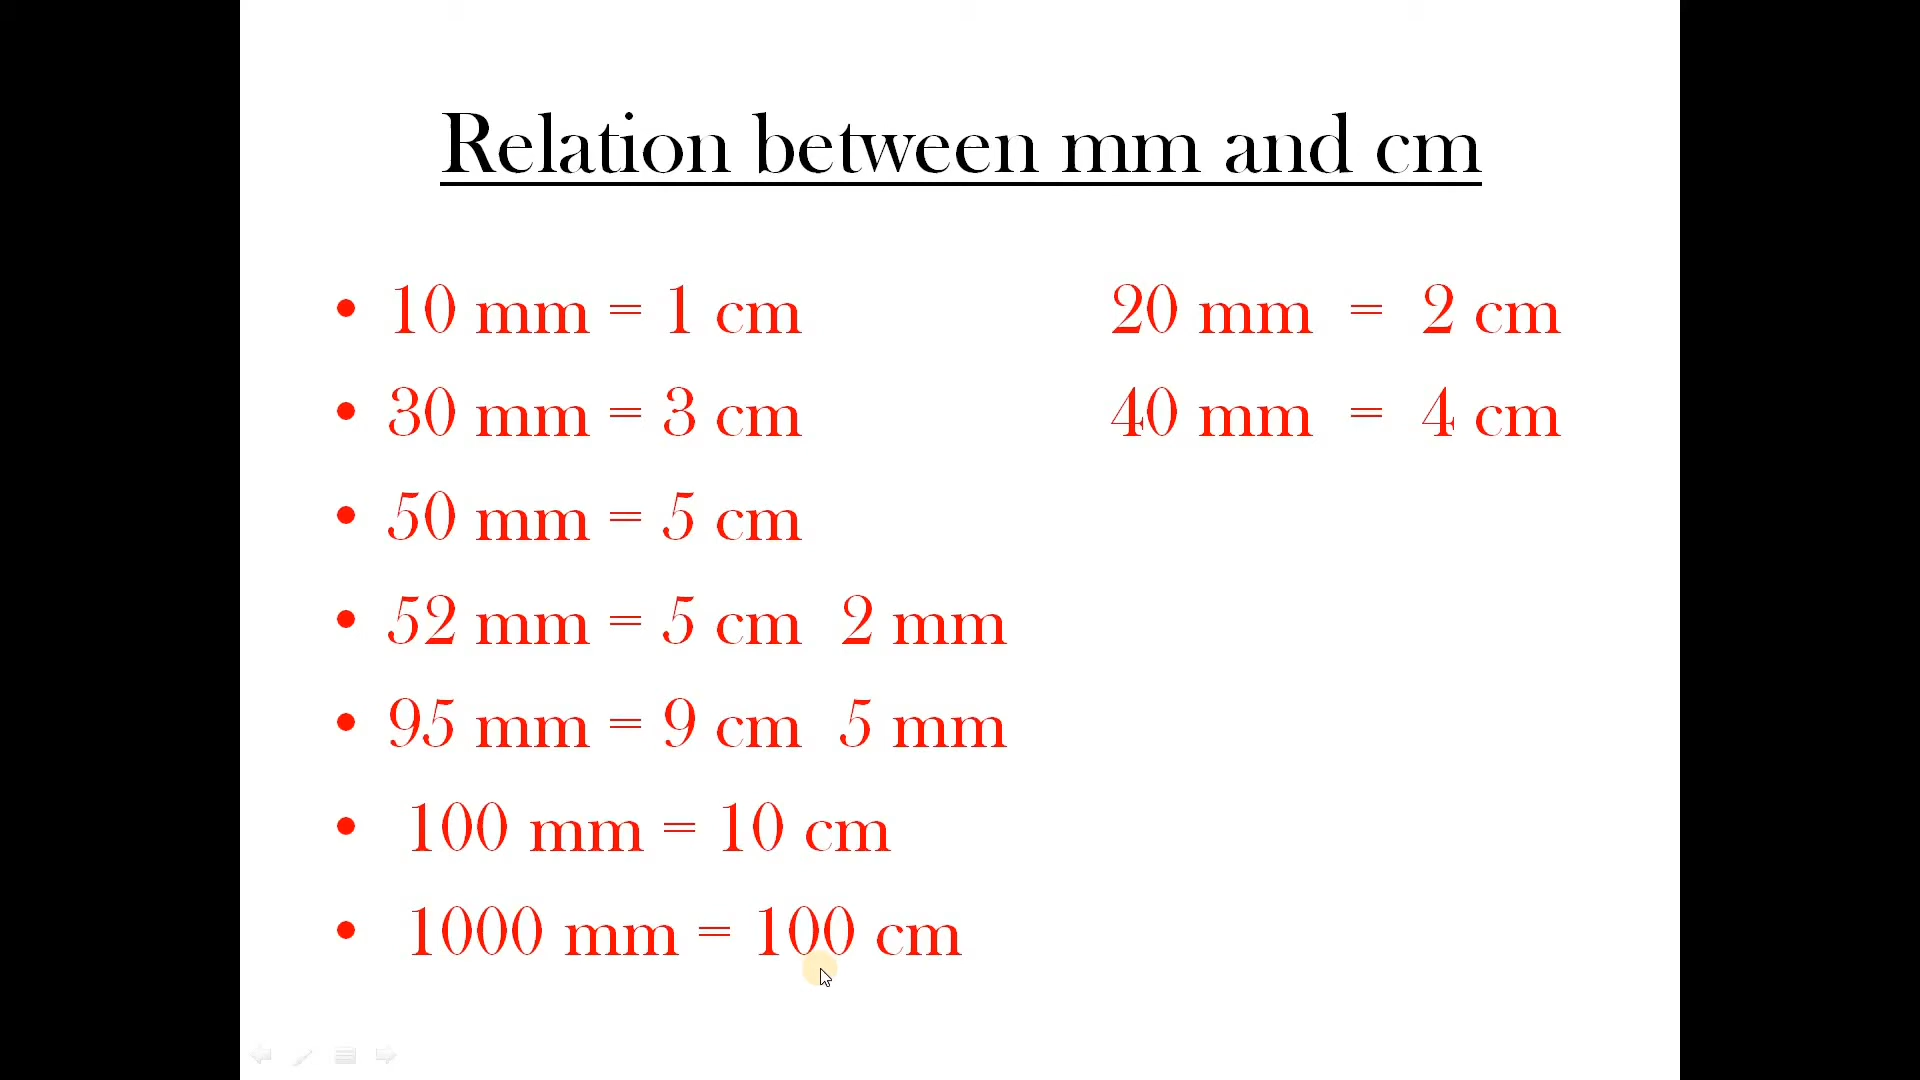 Relation between mm and cm
• 10 mm = 1 cm 20 mm = 2 cm
• 30 mm = 3 cm 40 mm = 4 cm
• 50 mm = 5 cm
• 52 mm = 5 cm 2 mm
• 95 mm = 9 cm 5 mm
• 100 mm = 10 cm
• 1000 mm = 100 cm